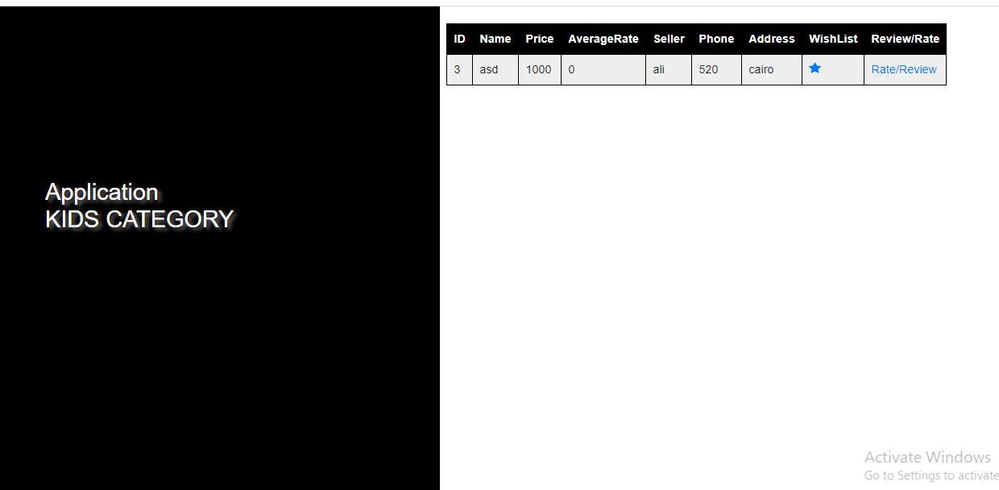 Application
KIDS CATEGORY
ID Name Price AverageRate Seller Phone Address WishList Review/Rate
3 asd 1000 0 ali 520 cairo Rate/Review
Activate Windows
Go to Settings to activate